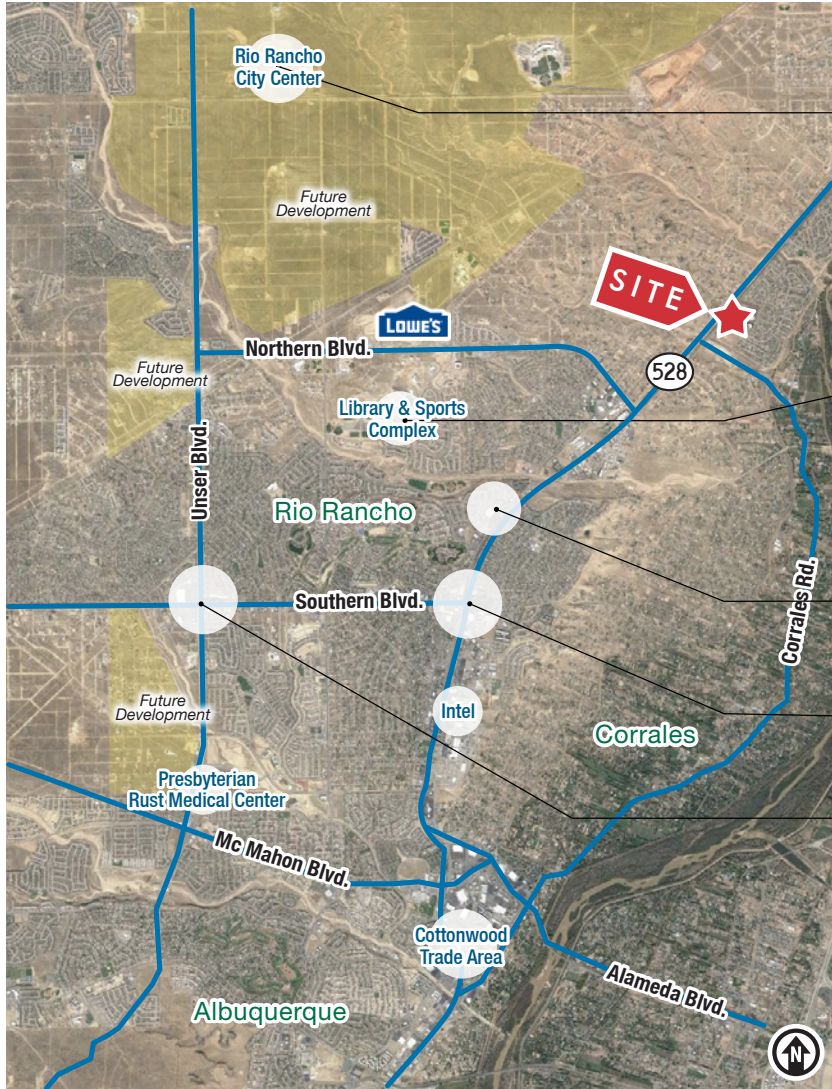 Rio Rancho
City Center
Future
Development
SITE
LOWE'S
Northern Blvd.
528
Future
Development
Library & Sports
Complex
Unser Blvd.
Rio Rancho
Southern Blvd.
Corrales Rd.
Future
Development
Intel
Corrales
Presbyterian
Rust Medical Center
Mc Mahon Blvd.
Cottonwood
Trade Area
Alameda Blvd.
Albuquerque
N